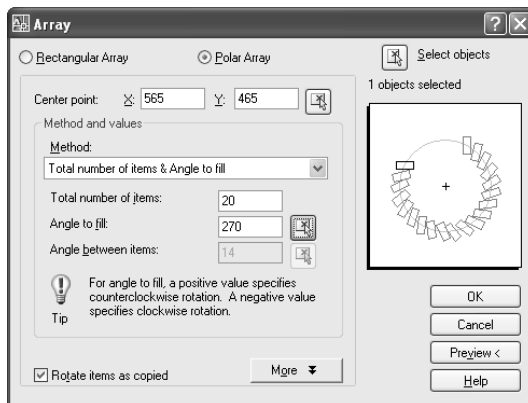 Array
Rectangular Array
Polar Array
Select objects
1 objects selected
Center point: X: 565 Y: 465
Method and values
Method:
Total number of items & Angle to fill
Total number of items: 20
Angle to fill: 270
Angle between items: 14
For angle to fill, a positive value specifies
counterclockwise rotation. A negative value
specifies clockwise rotation.
Tip
Rotate items as copied
More
OK
Cancel
Preview <
Help